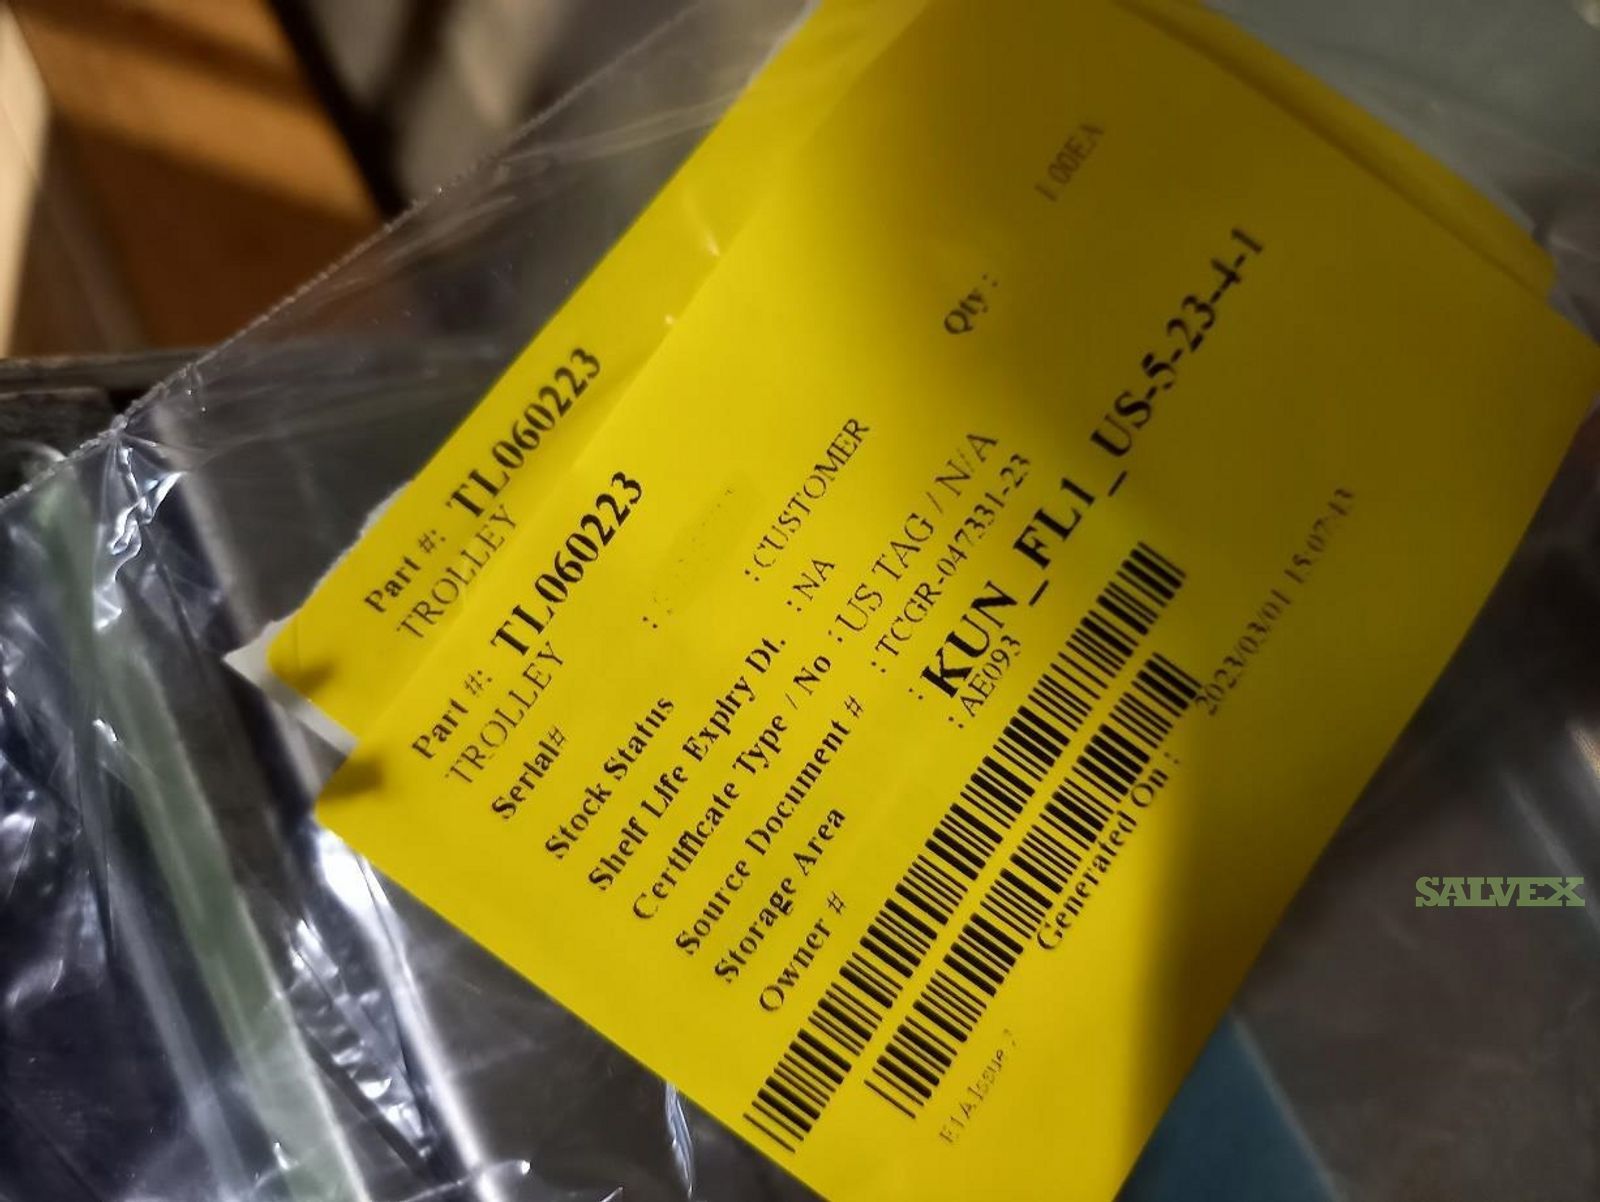 Part #: TL060223
TROLLEY
Part #: TL060223
TROLLEY
Serial# :
Qty : 1.00EA
Stock Status : CUSTOMER
Shelf Life Expiry Dt. : NA
Certificate Type / No : US TAG / N/A
Source Document # : TCGR-047331-23
Storage Area : KUN_FL1_US-5-23-4-1
Owner # : AE093
Generated On : 2023/03/01 15:07:43
SALVEX